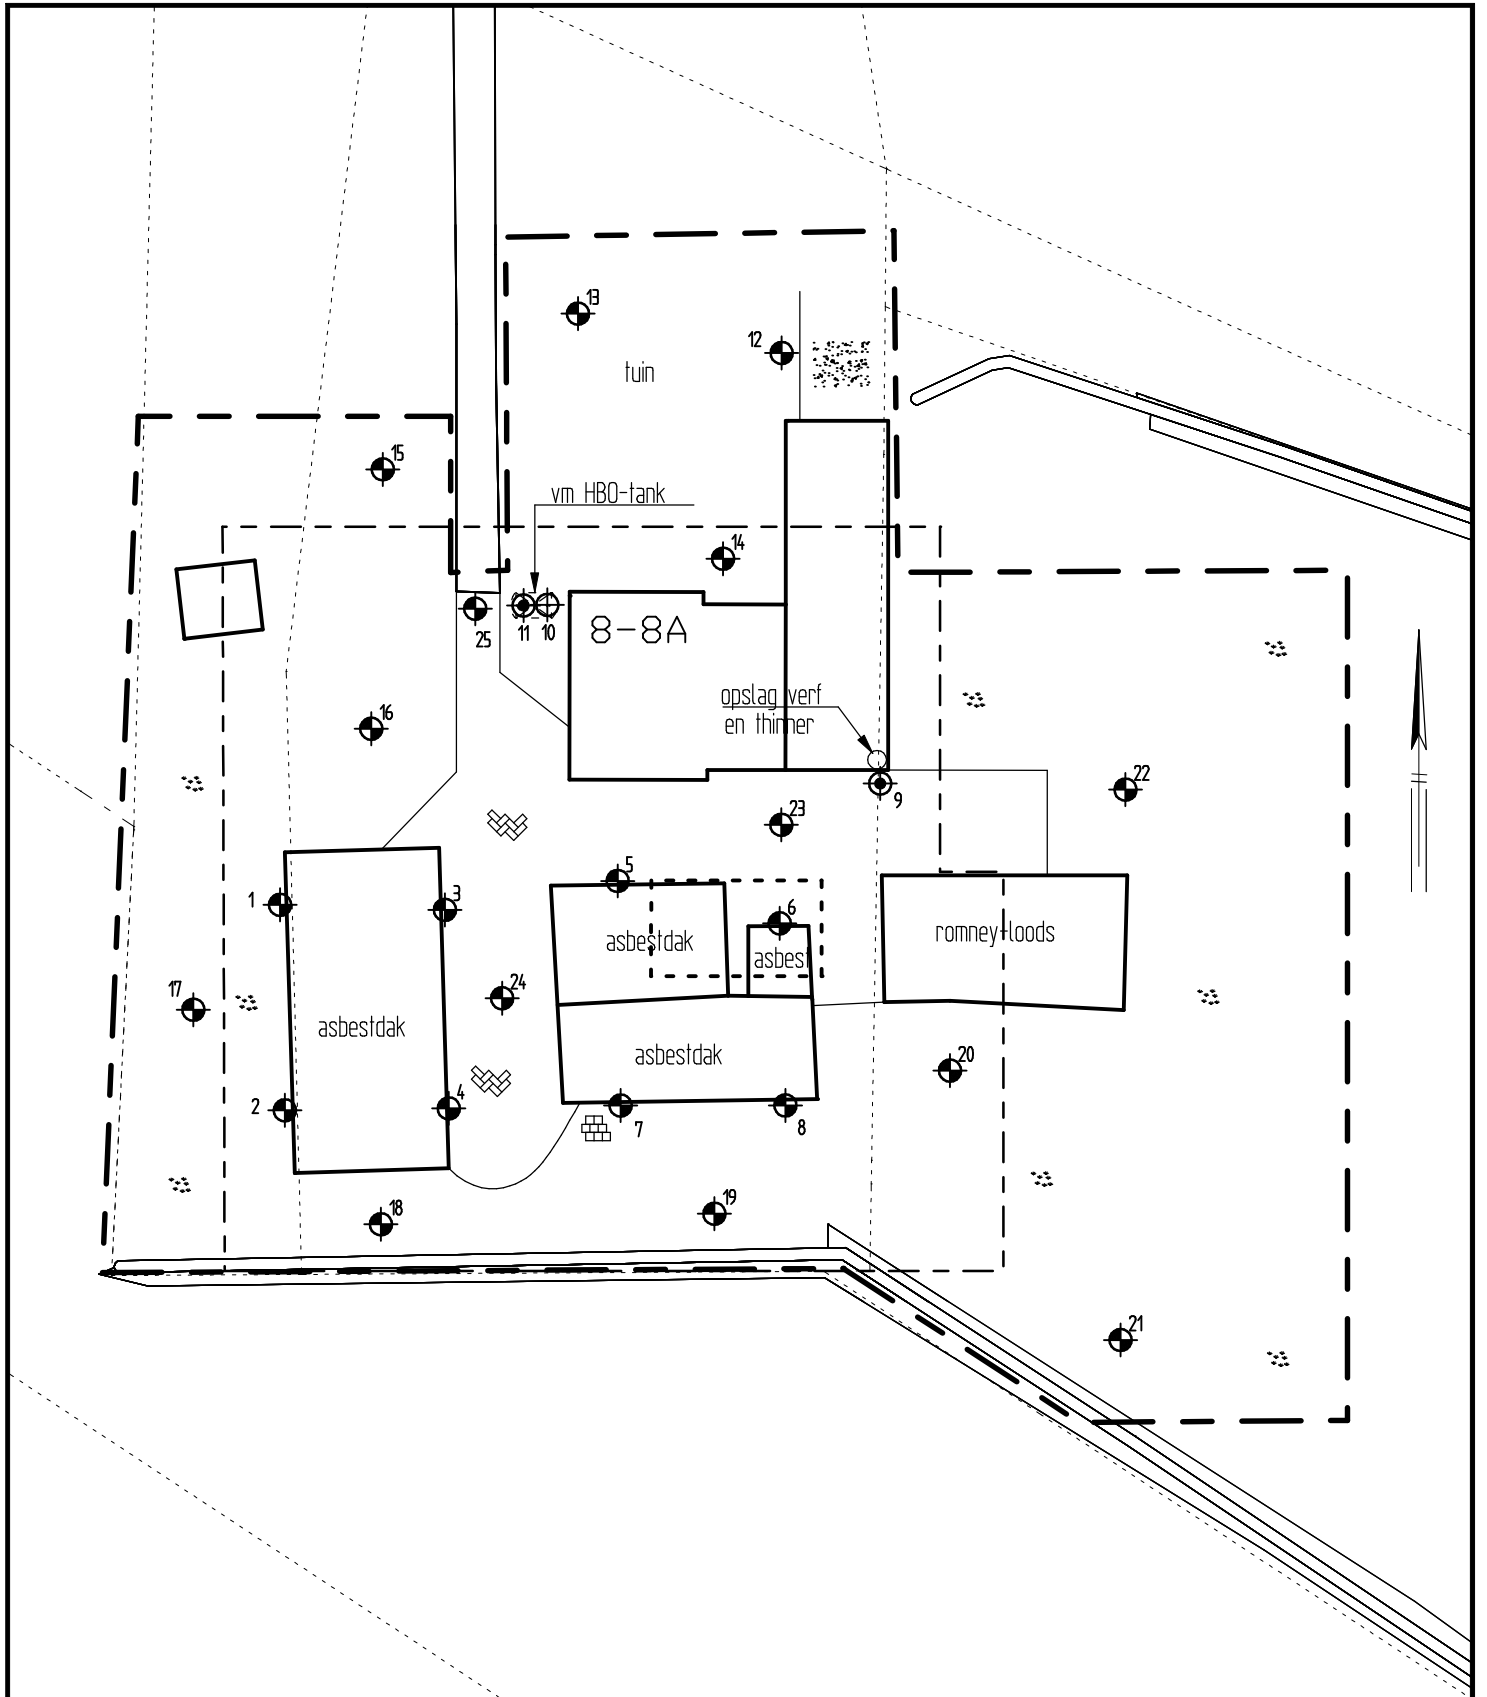 13
12
tuin
15
vm HBO-tank
14
25
11
10
8-8A
opslag verf
en thinner
16
22
9
23
5
1
3
6
romney-loods
asbestdak
asbest
17
24
asbestdak
asbestdak
20
2
4
7
8
18
19
21